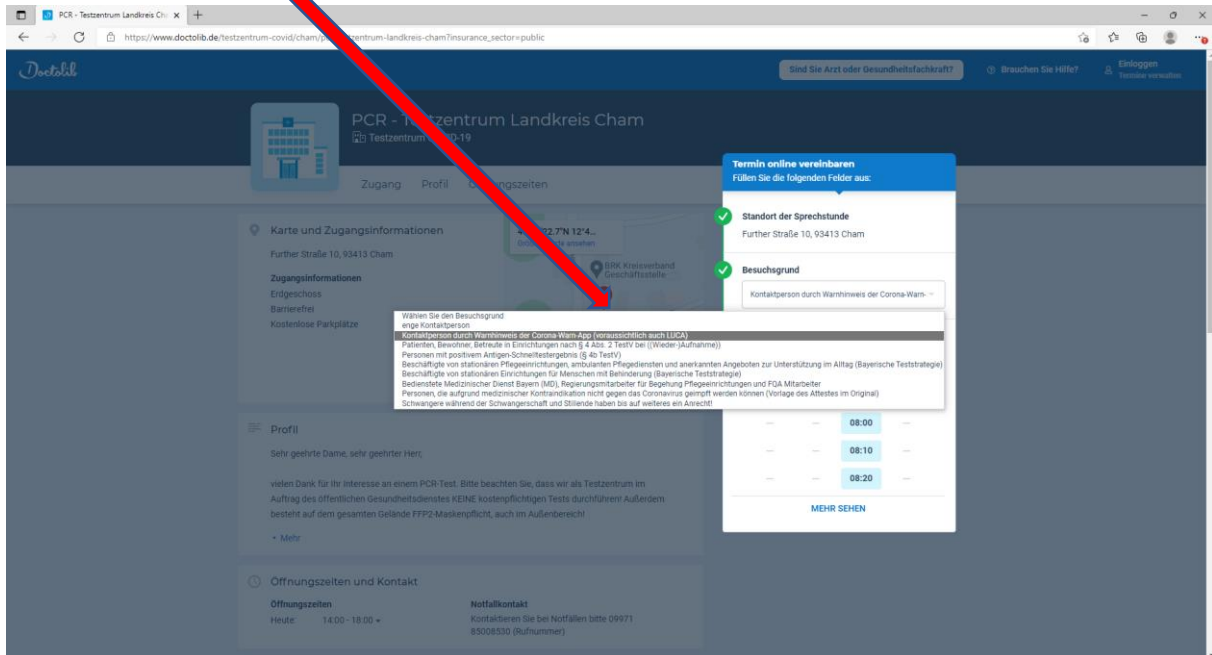 PCR - Testzentrum Landkreis Ch
https://www.doctolib.de/testzentrum-covid/cham/p zentrum-landkreis-cham?insurance_sector=public
Doctolib
Sind Sie Arzt oder Gesundheitsfachkraft?
Brauchen Sie Hilfe?
Einloggen
Termine verwalten
PCR - Testzentrum Landkreis Cham
Testzentrum D-19
Zugang Profil Ö ngszeiten
Termin online vereinbaren
Füllen Sie die folgenden Felder aus:
Standort der Sprechstunde
Further Straße 10, 93413 Cham
Besuchsgrund
Kontaktperson durch Warnhinweis der Corona-Warn-
Karte und Zugangsinformationen
Further Straße 10, 93413 Cham
Zugangsinformationen
Erdgeschoss
Barrierefrei
Kostenlose Parkplätze
22.7"N 12°4...
ansehen
BRK Kreisverband
Geschäftsstelle
Wählen Sie den Besuchsgrund
enge Kontaktperson
Kontaktperson durch Warnhinweis der Corona-Warn-App (voraussichtlich auch LUCA)
Patienten, Bewohner, Betreute in Einrichtungen nach § 4 Abs. 2 TestV bei ((Wieder-)Aufnahme))
Personen mit positivem Antigen-Schnelltestergebnis (§ 4b TestV)
Beschäftigte von stationären Pflegeeinrichtungen, ambulanten Pflegediensten und anerkannten Angeboten zur Unterstützung im Alltag (Bayerische Teststrategie)
Beschäftigte von stationären Einrichtungen für Menschen mit Behinderung (Bayerische Teststrategie)
Bedienstete Medizinischer Dienst Bayern (MD), Regierungsmitarbeiter für Begehung Pflegeeinrichtungen und FQA Mitarbeiter
Personen, die aufgrund medizinischer Kontraindikation nicht gegen das Coronavirus geimpft werden können (Vorlage des Attestes im Original)
Schwangere während der Schwangerschaft und Stillende haben bis auf weiteres ein Anrecht!
— — 08:00 —
— — 08:10 —
— — 08:20 —
MEHR SEHEN
Profil
Sehr geehrte Dame, sehr geehrter Herr,
vielen Dank für Ihr Interesse an einem PCR-Test. Bitte beachten Sie, dass wir als Testzentrum im
Auftrag des öffentlichen Gesundheitsdienstes KEINE kostenpflichtigen Tests durchführen! Außerdem
besteht auf dem gesamten Gelände FFP2-Maskenpflicht, auch im Außenbereich!
+ Mehr
Öffnungszeiten und Kontakt
Öffnungszeiten
Heute: 14:00 - 18:00
Notfallkontakt
Kontaktieren Sie bei Notfällen bitte 09971
85008530 (Rufnummer)